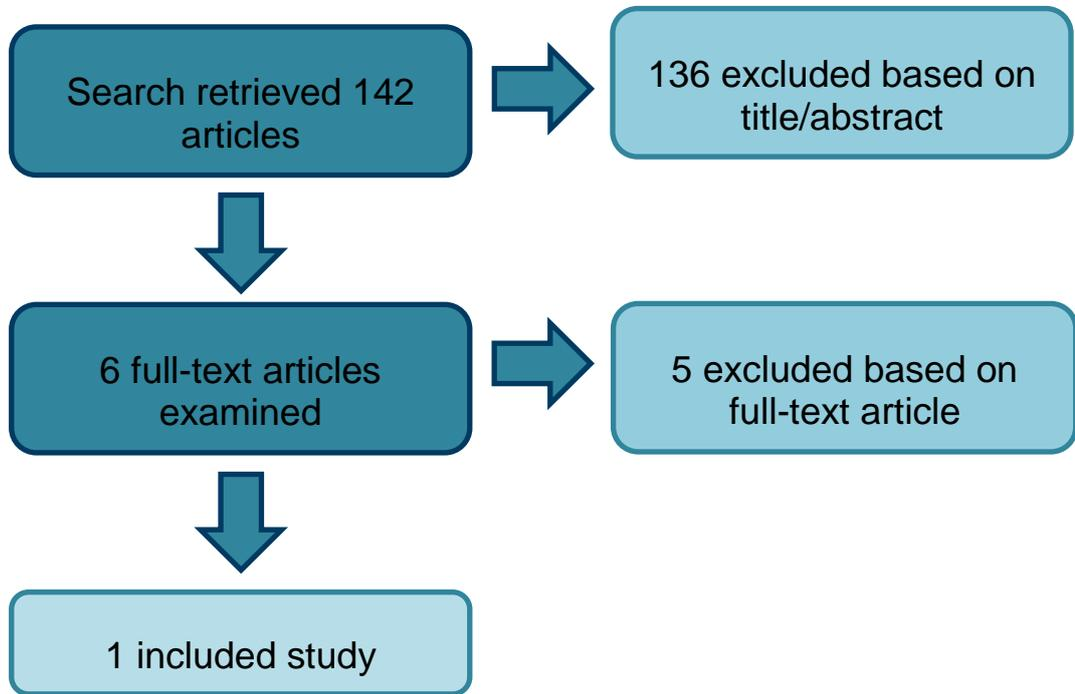 Search retrieved 142
articles
136 excluded based on
title/abstract
6 full-text articles
examined
5 excluded based on
full-text article
1 included study